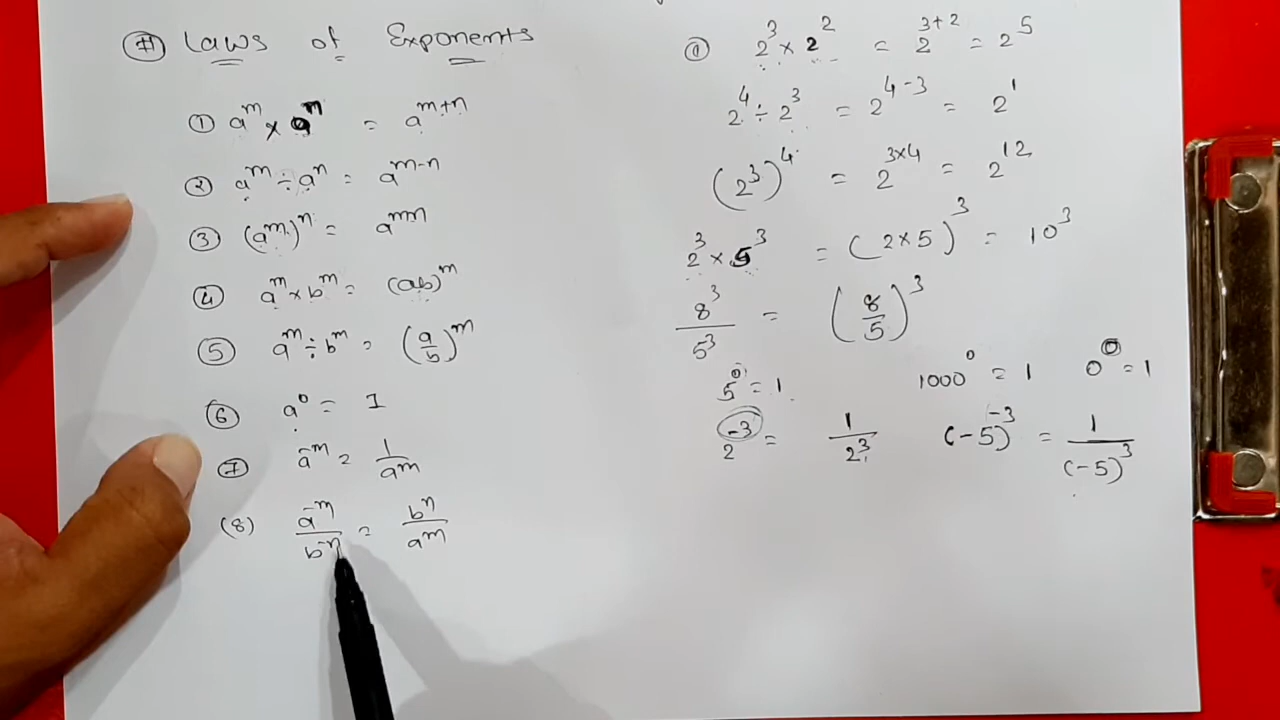 # Laws of Exponents
① a^m × a^n = a^(m+n)
② a^m ÷ a^n = a^(m-n)
③ (a^m)^n = a^(mn)
④ a^m × b^m = (ab)^m
⑤ a^m ÷ b^m = (a/b)^m
⑥ a^0 = 1
⑦ a^(-m) = 1/a^m
(8) a^(-m)/b^(-n) = b^n/a^m
① 2^3 × 2^2 = 2^(3+2) = 2^5
2^4 ÷ 2^3 = 2^(4-3) = 2^1
(2^3)^4 = 2^(3×4) = 2^12
2^3 × 5^3 = (2×5)^3 = 10^3
8^3/5^3 = (8/5)^3
5^0 = 1. 1000^0 = 1 0^0 = 1
2^(-3) = 1/2^3 (-5)^(-3) = 1/(-5)^3